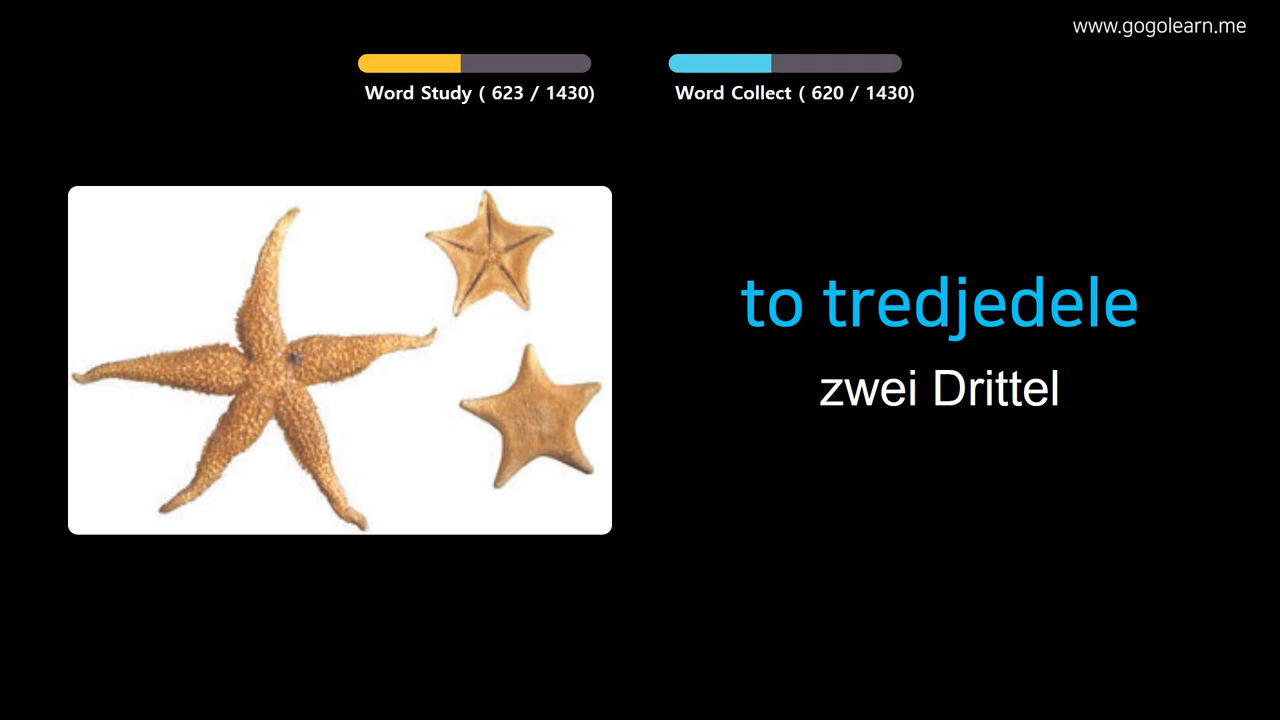 www.gogolearn.me
Word Study ( 623 / 1430)
Word Collect ( 620 / 1430)
to tredjedele
zwei Drittel